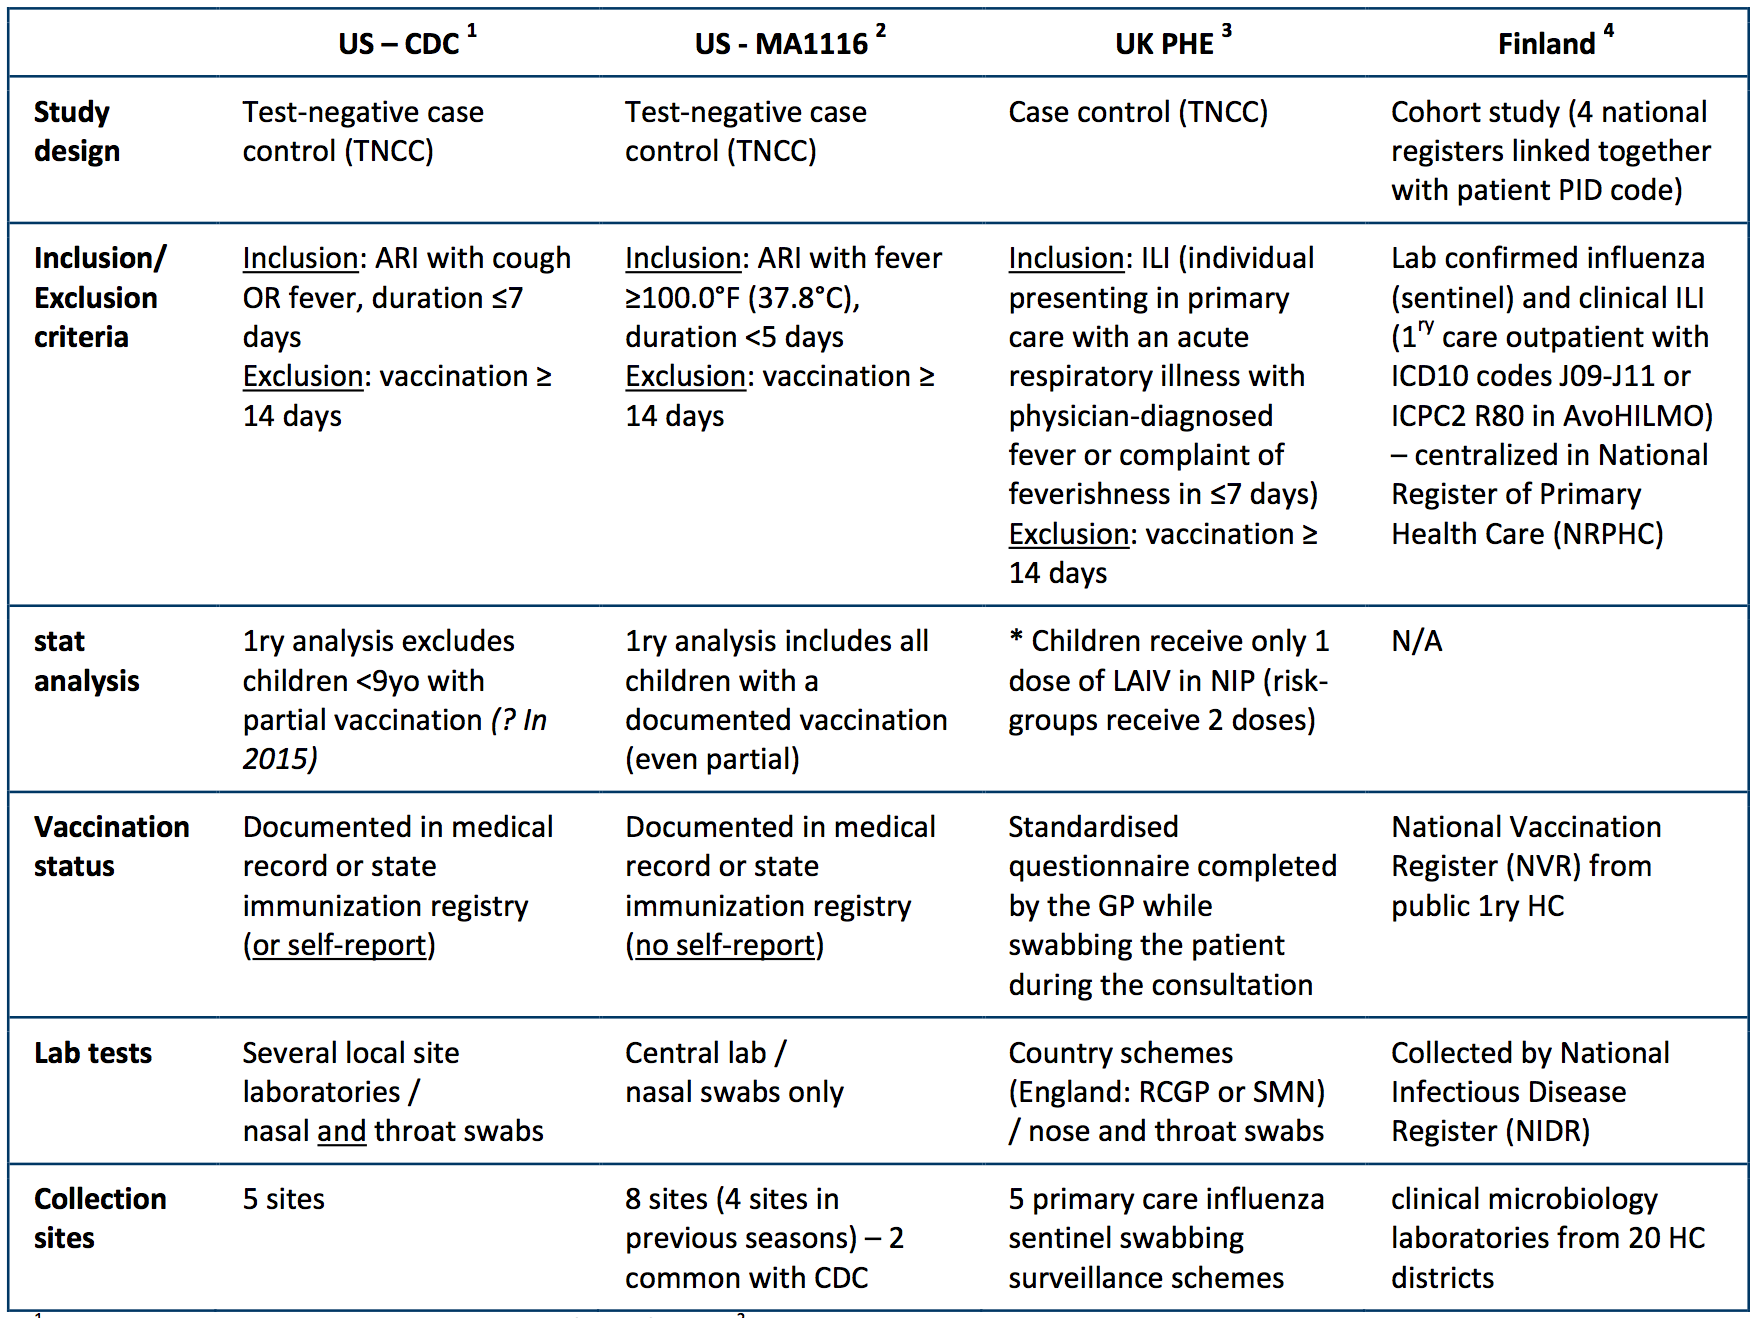 US – CDC 1
US - MA1116 2
UK PHE 3
Finland 4
Study
design
Test-negative case
control (TNCC)
Test-negative case
control (TNCC)
Case control (TNCC)
Cohort study (4 national
registers linked together
with patient PID code)
Inclusion/
Exclusion
criteria
Inclusion: ARI with cough
OR fever, duration ≤7
days
Exclusion: vaccination ≥
14 days
Inclusion: ARI with fever
≥100.0°F (37.8°C),
duration <5 days
Exclusion: vaccination ≥
14 days
Inclusion: ILI (individual
presenting in primary
care with an acute
respiratory illness with
physician-diagnosed
fever or complaint of
feverishness in ≤7 days)
Exclusion: vaccination ≥
14 days
Lab confirmed influenza
(sentinel) and clinical ILI
(1ry care outpatient with
ICD10 codes J09-J11 or
ICPC2 R80 in AvoHILMO)
– centralized in National
Register of Primary
Health Care (NRPHC)
stat
analysis
1ry analysis excludes
children <9yo with
partial vaccination (? In
2015)
1ry analysis includes all
children with a
documented vaccination
(even partial)
* Children receive only 1
dose of LAIV in NIP (risk-
groups receive 2 doses)
N/A
Vaccination
status
Documented in medical
record or state
immunization registry
(or self-report)
Documented in medical
record or state
immunization registry
(no self-report)
Standardised
questionnaire completed
by the GP while
swabbing the patient
during the consultation
National Vaccination
Register (NVR) from
public 1ry HC
Lab tests
Several local site
laboratories /
nasal and throat swabs
Central lab /
nasal swabs only
Country schemes
(England: RCGP or SMN)
/ nose and throat swabs
Collected by National
Infectious Disease
Register (NIDR)
Collection
sites
5 sites
8 sites (4 sites in
previous seasons) – 2
common with CDC
5 primary care influenza
sentinel swabbing
surveillance schemes
clinical microbiology
laboratories from 20 HC
districts